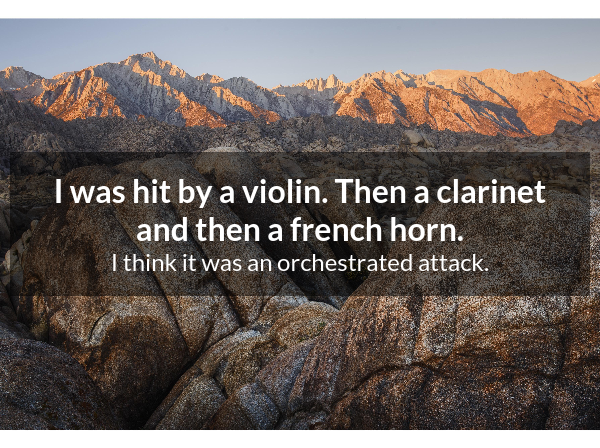 I was hit by a violin. Then a clarinet
and then a french horn.
I think it was an orchestrated attack.